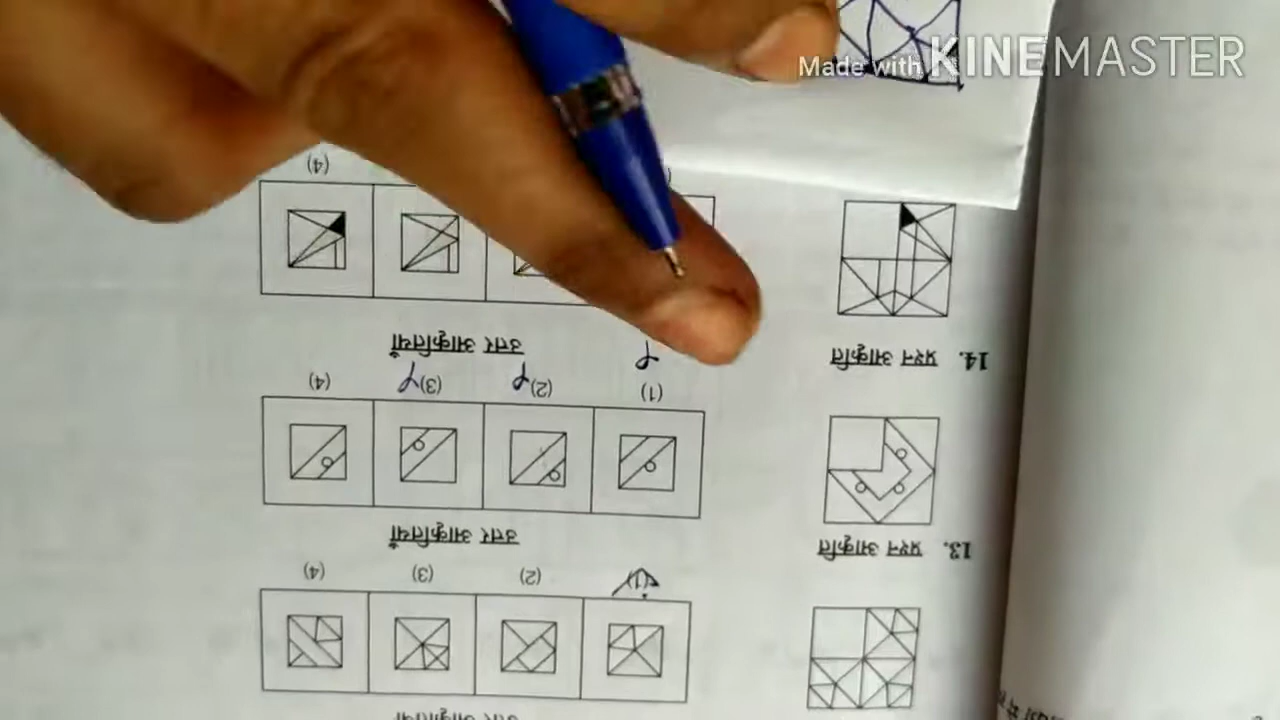 Made with KINEMASTER
(1) (2) (3) (4)
13. प्रश्न आकृति उत्तर आकृतियाँ
(1) (2) (3) (4)
14. प्रश्न आकृति उत्तर आकृतियाँ
(4)